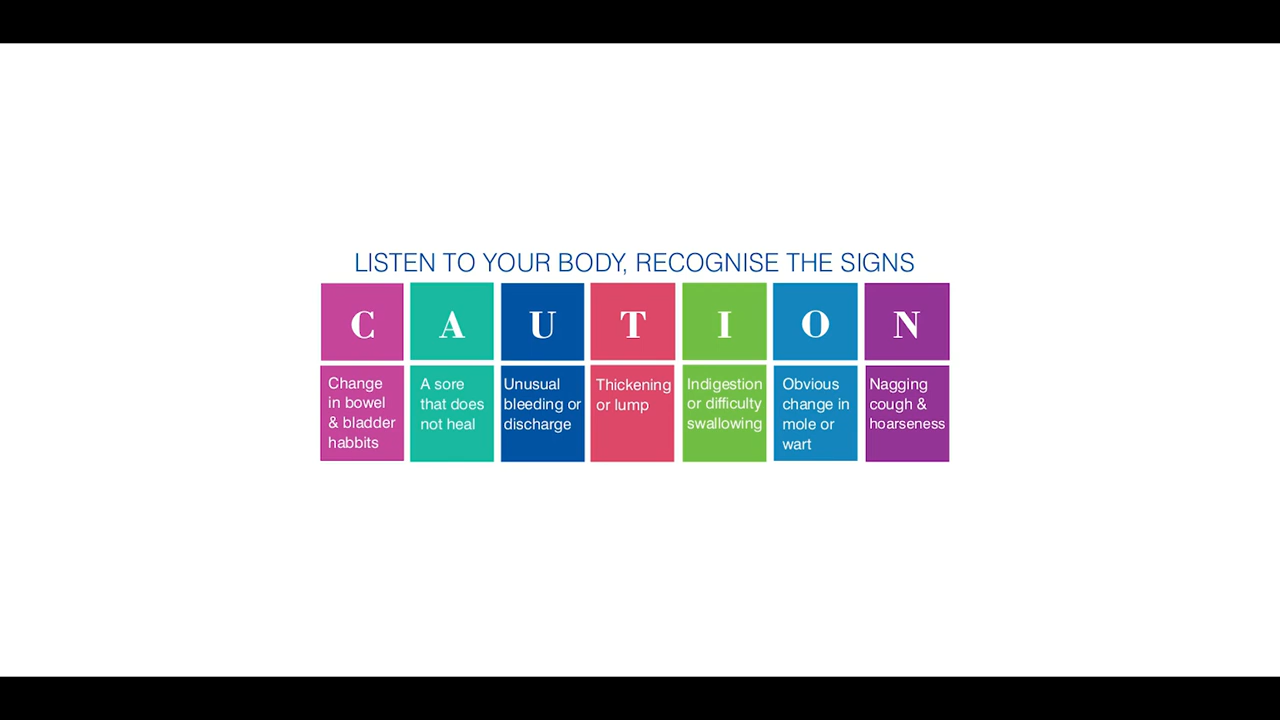 LISTEN TO YOUR BODY, RECOGNISE THE SIGNS
C A U T I O N
Change
in bowel
& bladder
habbits
A sore
that does
not heal
Unusual
bleeding or
discharge
Thickening
or lump
Indigestion
or difficulty
swallowing
Obvious
change in
mole or
wart
Nagging
cough &
hoarseness